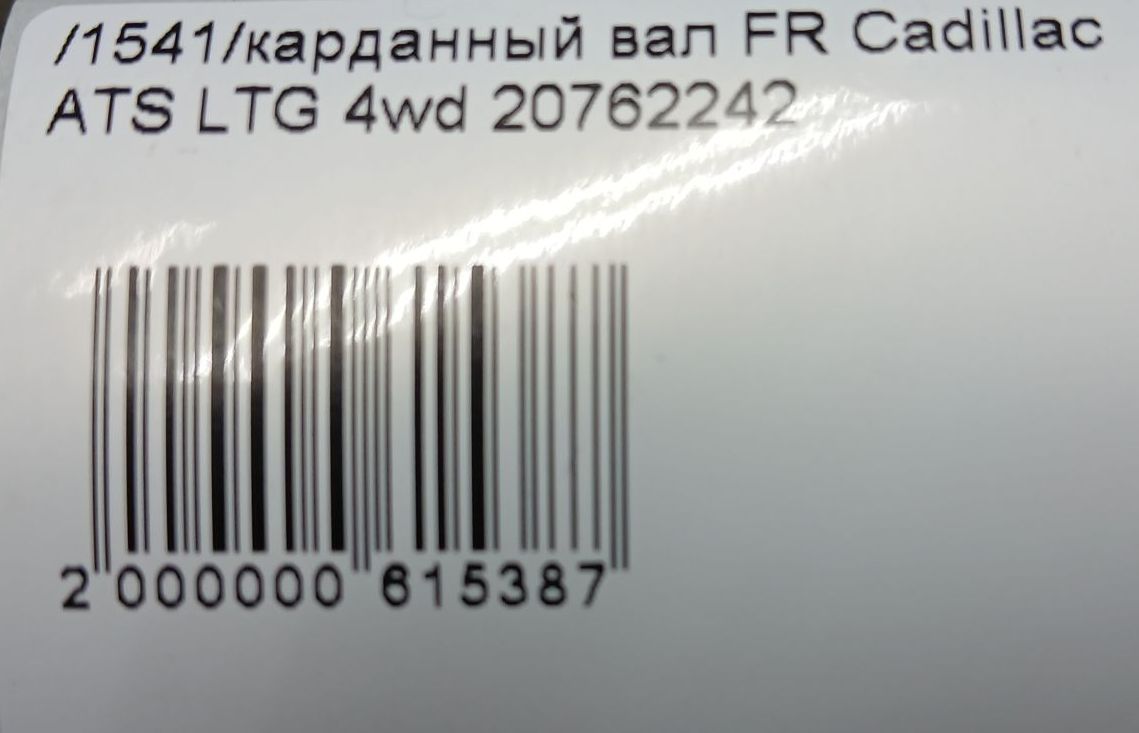 /1541/карданный вал FR Cadillac
ATS LTG 4wd 20762242
2 000000 615387